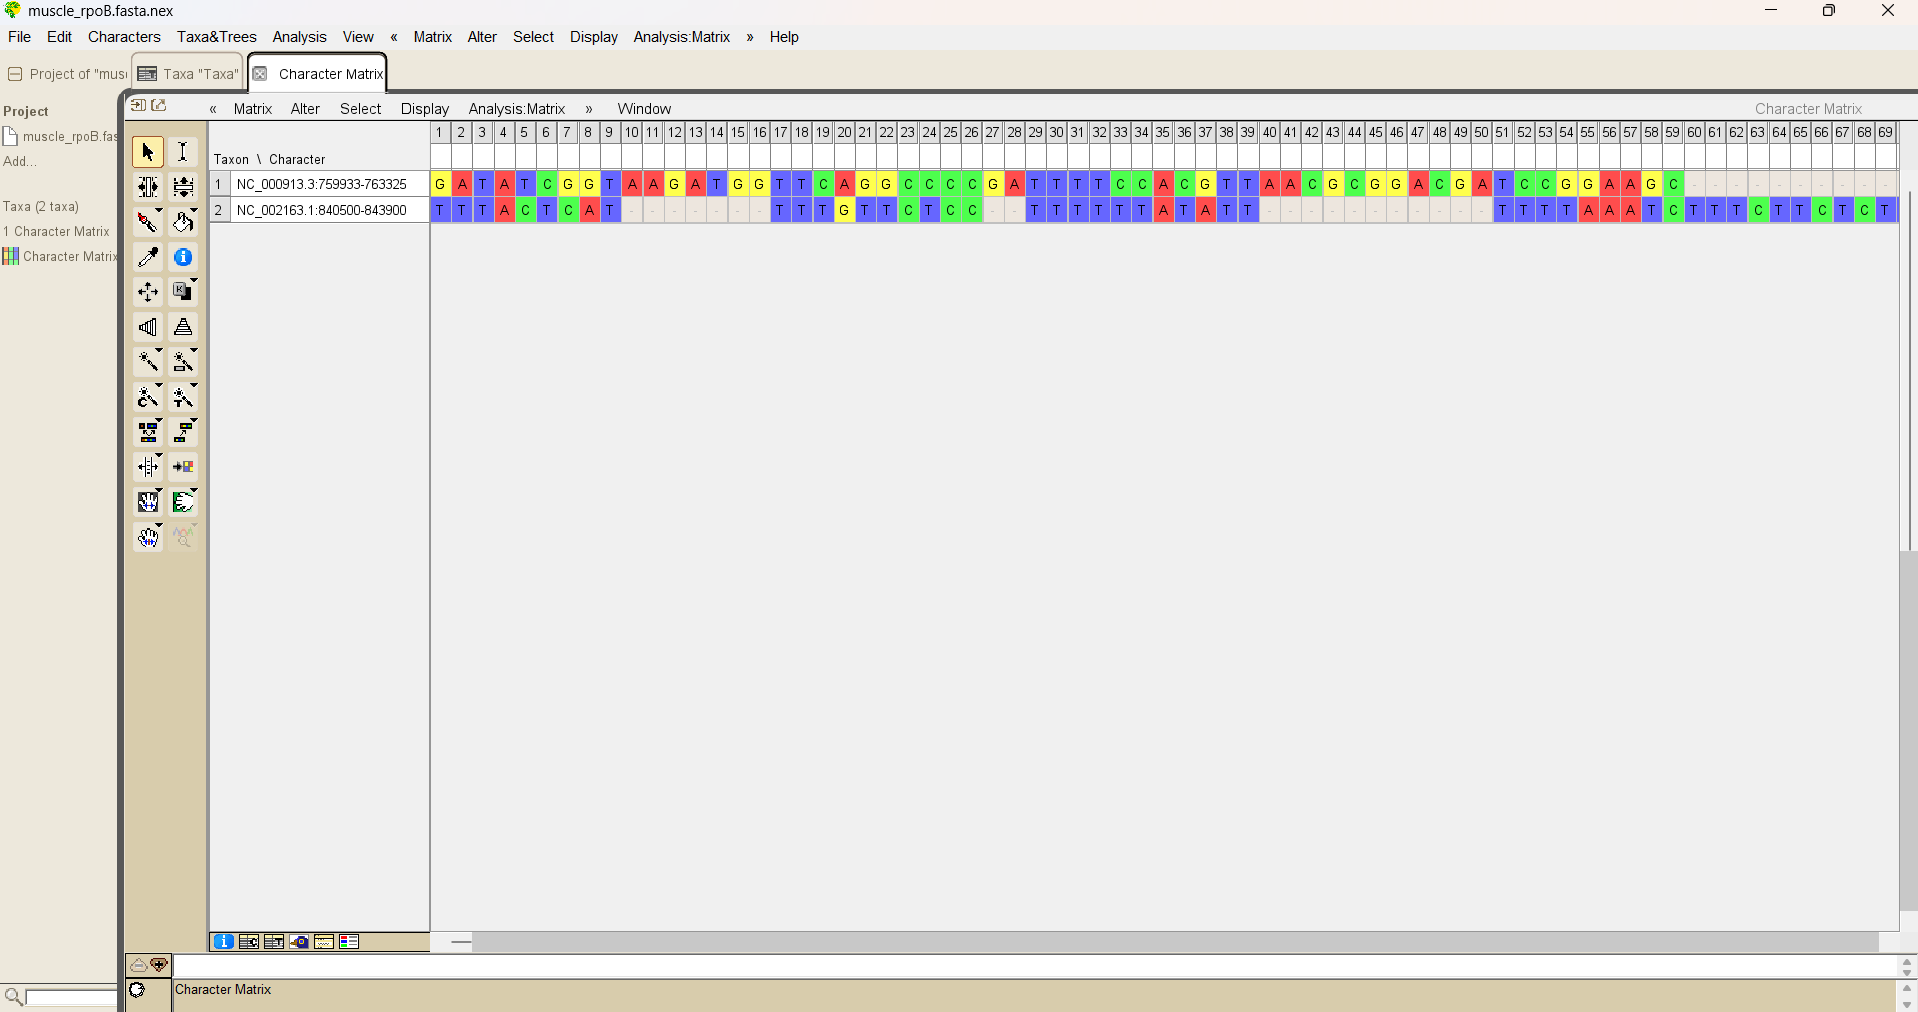 muscle_rpoB.fasta.nex
File Edit Characters Taxa&Trees Analysis View « Matrix Alter Select Display Analysis:Matrix » Help
Project of "mus Taxa "Taxa" Character Matrix
« Matrix Alter Select Display Analysis:Matrix » Window Character Matrix
Project
muscle_rpoB.fas
Add...
Taxa (2 taxa)
1 Character Matrix
Character Matrix
1 2 3 4 5 6 7 8 9 10 11 12 13 14 15 16 17 18 19 20 21 22 23 24 25 26 27 28 29 30 31 32 33 34 35 36 37 38 39 40 41 42 43 44 45 46 47 48 49 50 51 52 53 54 55 56 57 58 59 60 61 62 63 64 65 66 67 68 69
Taxon \ Character
1 NC_000913.3:759933-763325 G A T A T C G G T A A G A T G G T T C A G G C C C C G A T T T T C C A C G T T A A C G C G G A C G A T C C G G A A G C - - - - - - - - - -
2 NC_002163.1:840500-843900 T T T A C T C A T - - - - - - - T T T G T T C T C C - - T T T T T T A T A T T - - - - - - - - - - - T T T T A A A T C T T T C T T C T C T
Character Matrix